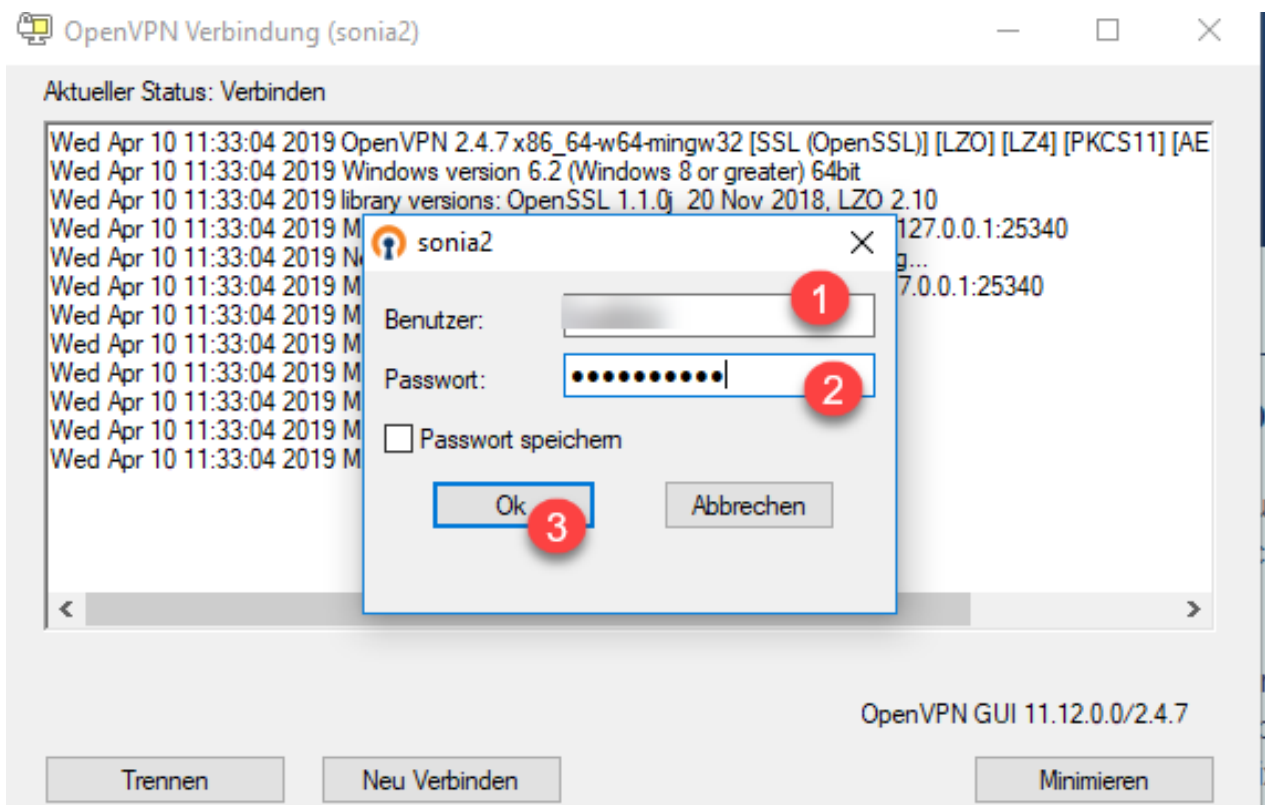 OpenVPN Verbindung (sonia2)
Aktueller Status: Verbinden
Wed Apr 10 11:33:04 2019 OpenVPN 2.4.7 x86_64-w64-mingw32 [SSL (OpenSSL)] [LZO] [LZ4] [PKCS11] [AE
Wed Apr 10 11:33:04 2019 Windows version 6.2 (Windows 8 or greater) 64bit
Wed Apr 10 11:33:04 2019 library versions: OpenSSL 1.1.0j 20 Nov 2018, LZO 2.10
Wed Apr 10 11:33:04 2019 M 127.0.0.1:25340
Wed Apr 10 11:33:04 2019 g...
Wed Apr 10 11:33:04 2019 M 7.0.0.1:25340
Wed Apr 10 11:33:04 2019 M
Wed Apr 10 11:33:04 2019 M
Wed Apr 10 11:33:04 2019 M
Wed Apr 10 11:33:04 2019 M
Wed Apr 10 11:33:04 2019 M
Wed Apr 10 11:33:04 2019 M
sonia2
Benutzer:
1
Passwort:
2
Passwort speichern
Ok
3
Abbrechen
OpenVPN GUI 11.12.0.0/2.4.7
Trennen
Neu Verbinden
Minimieren